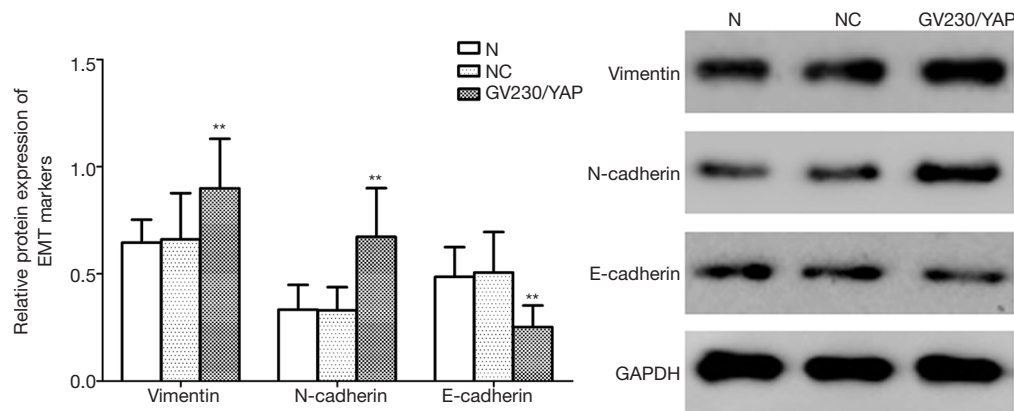 N
NC
GV230/YAP
Relative protein expression of
EMT markers
1.5
1.0
0.5
0.0
**
**
**
Vimentin
N-cadherin
E-cadherin
N
NC
GV230/YAP
Vimentin
N-cadherin
E-cadherin
GAPDH